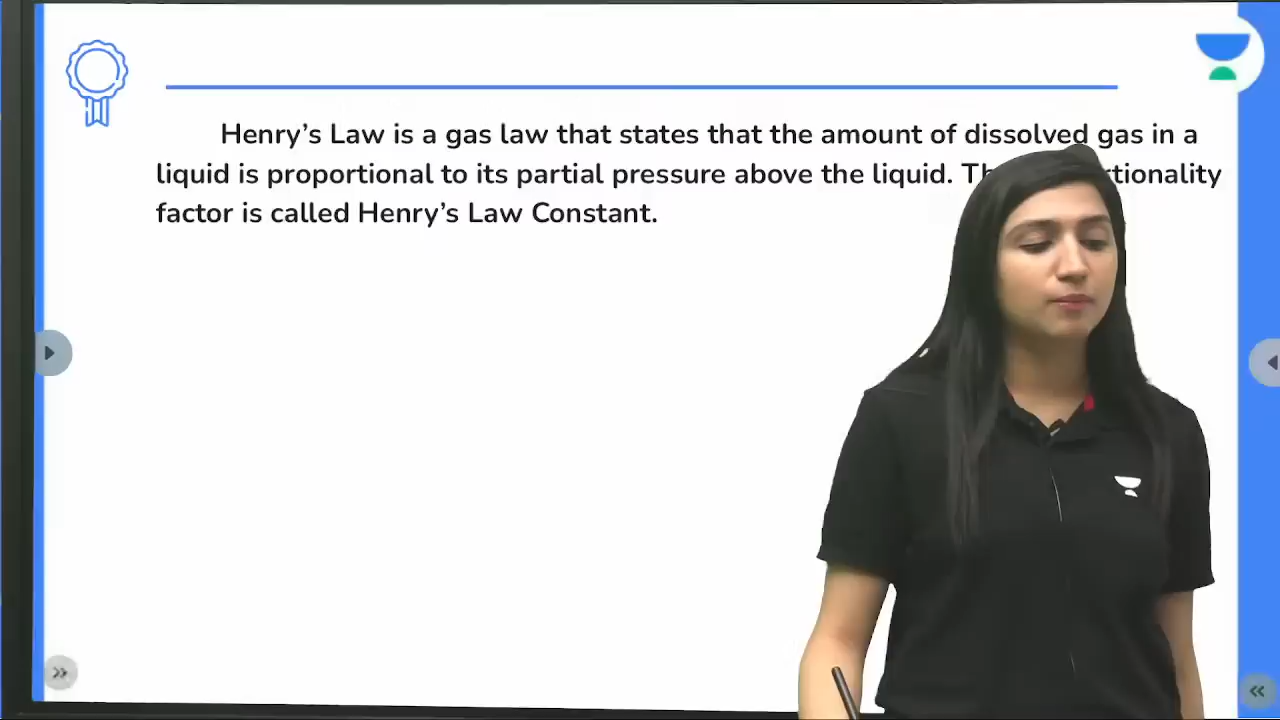 Henry's Law is a gas law that states that the amount of dissolved gas in a
liquid is proportional to its partial pressure above the liquid.
factor is called Henry's Law Constant.